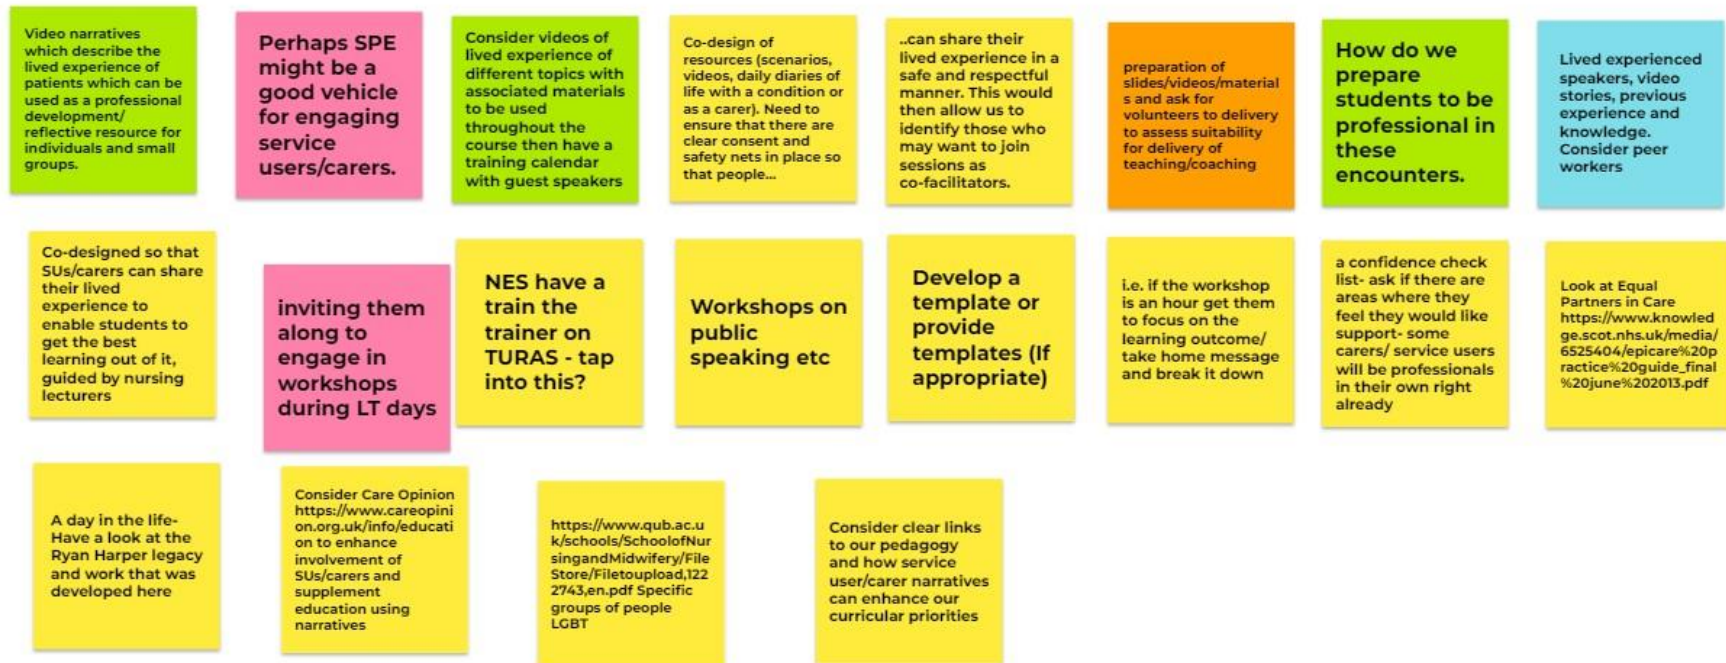 Video narratives
which describe the
lived experience of
patients which can be
used as a professional
development/
reflective resource for
individuals and small
groups.
Perhaps SPE
might be a
good vehicle
for engaging
service
users/carers.
Consider videos of
lived experience of
different topics with
associated materials
to be used
throughout the
course then have a
training calendar
with guest speakers
Co-design of
resources (scenarios,
videos, daily diaries of
life with a condition or
as a carer). Need to
ensure that there are
clear consent and
safety nets in place so
that people...
..can share their
lived experience in a
safe and respectful
manner. This would
then allow us to
identify those who
may want to join
sessions as
co-facilitators.
preparation of
slides/videos/material
s and ask for
volunteers to delivery
to assess suitability
for delivery of
teaching/coaching
How do we
prepare
students to be
professional in
these
encounters.
Lived experienced
speakers, video
stories, previous
experience and
knowledge.
Consider peer
workers
Co-designed so that
SUs/carers can share
their lived
experience to
enable students to
get the best
learning out of it,
guided by nursing
lecturers
inviting them
along to
engage in
workshops
during LT days
NES have a
train the
trainer on
TURAS - tap
into this?
Workshops on
public
speaking etc
Develop a
template or
provide
templates (If
appropriate)
i.e. if the workshop
is an hour get them
to focus on the
learning outcome/
take home message
and break it down
a confidence check
list- ask if there are
areas where they
feel they would like
support- some
carers/ service users
will be professionals
in their own right
already
Look at Equal
Partners in Care
https://www.knowled
ge.scot.nhs.uk/media/
6525404/epicare%20p
ractice%20guide_final
%20june%202013.pdf
A day in the life-
Have a look at the
Ryan Harper legacy
and work that was
developed here
Consider Care Opinion
https://www.careopini
on.org.uk/info/educati
on to enhance
involvement of
SUs/carers and
supplement
education using
narratives
https://www.qub.ac.u
k/schools/SchoolofNur
singandMidwifery/File
Store/Filetoupload,122
2743,en.pdf Specific
groups of people
LGBT
Consider clear links
to our pedagogy
and how service
user/carer narratives
can enhance our
curricular priorities